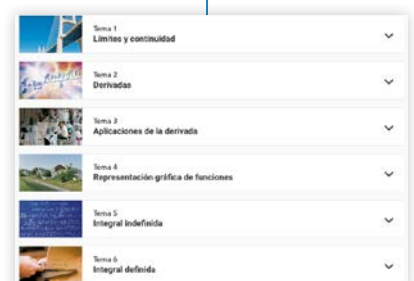 Tema 1
Límites y continuidad
Tema 2
Derivadas
Tema 3
Aplicaciones de la derivada
Tema 4
Representación gráfica de funciones
Tema 5
Integral indefinida
Tema 6
Integral definida